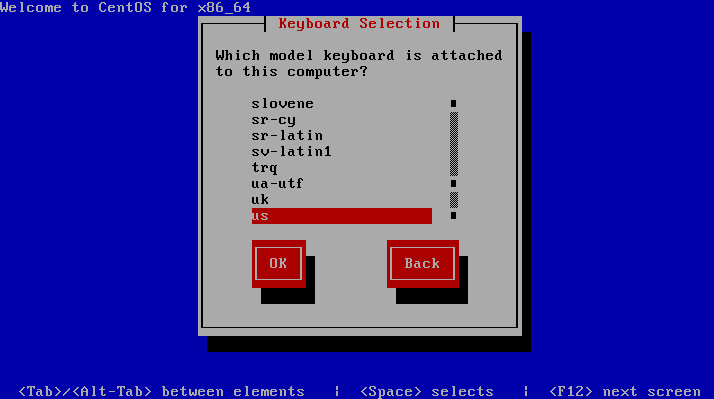 Welcome to CentOS for x86_64
Keyboard Selection
Which model keyboard is attached
to this computer?
slovene
sr-cy
sr-latin
sv-latin1
trq
ua-utf
uk
us
OK Back
<Tab>/<Alt-Tab> between elements | <Space> selects | <F12> next screen